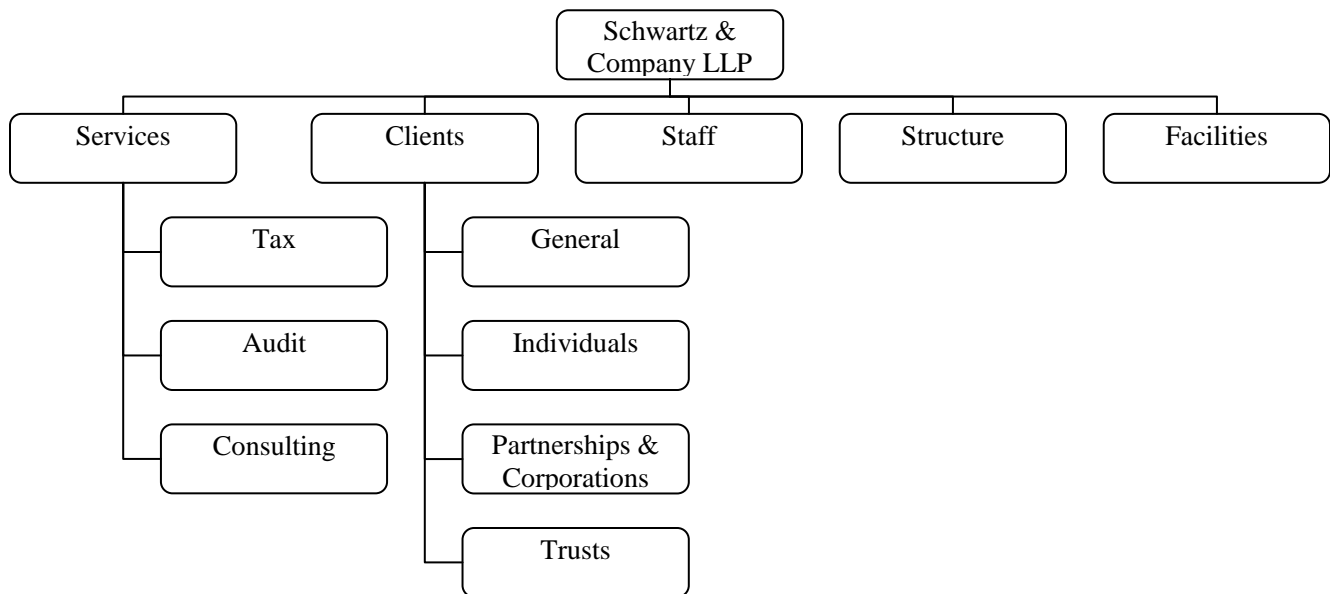 Schwartz &
Company LLP
Services
Clients
Staff
Structure
Facilities
Tax
General
Audit
Individuals
Consulting
Partnerships &
Corporations
Trusts